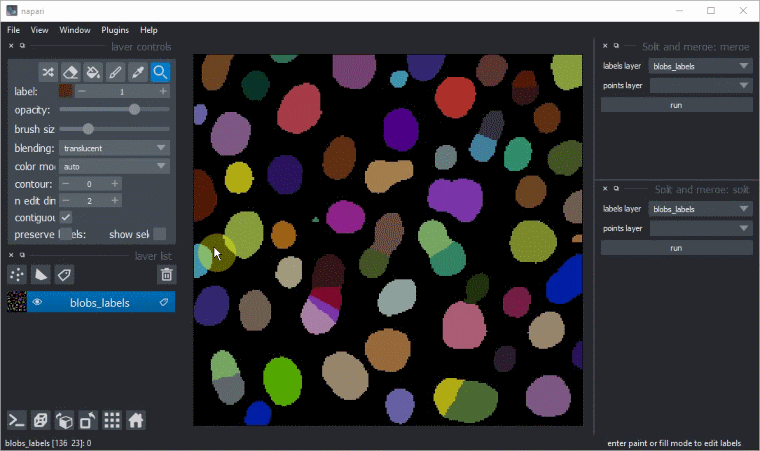 napari
File View Window Plugins Help
layer controls
label: 1
opacity:
brush siz
blending: translucent
color mo auto
contour: 0
n edit dim 2
contiguou
preserve labels: show sel
layer list
blobs_labels
Split and merge: merge
labels layer blobs_labels
points layer
run
Split and merge: split
labels layer blobs_labels
points layer
run
blobs_labels [136 23]: 0
enter paint or fill mode to edit labels